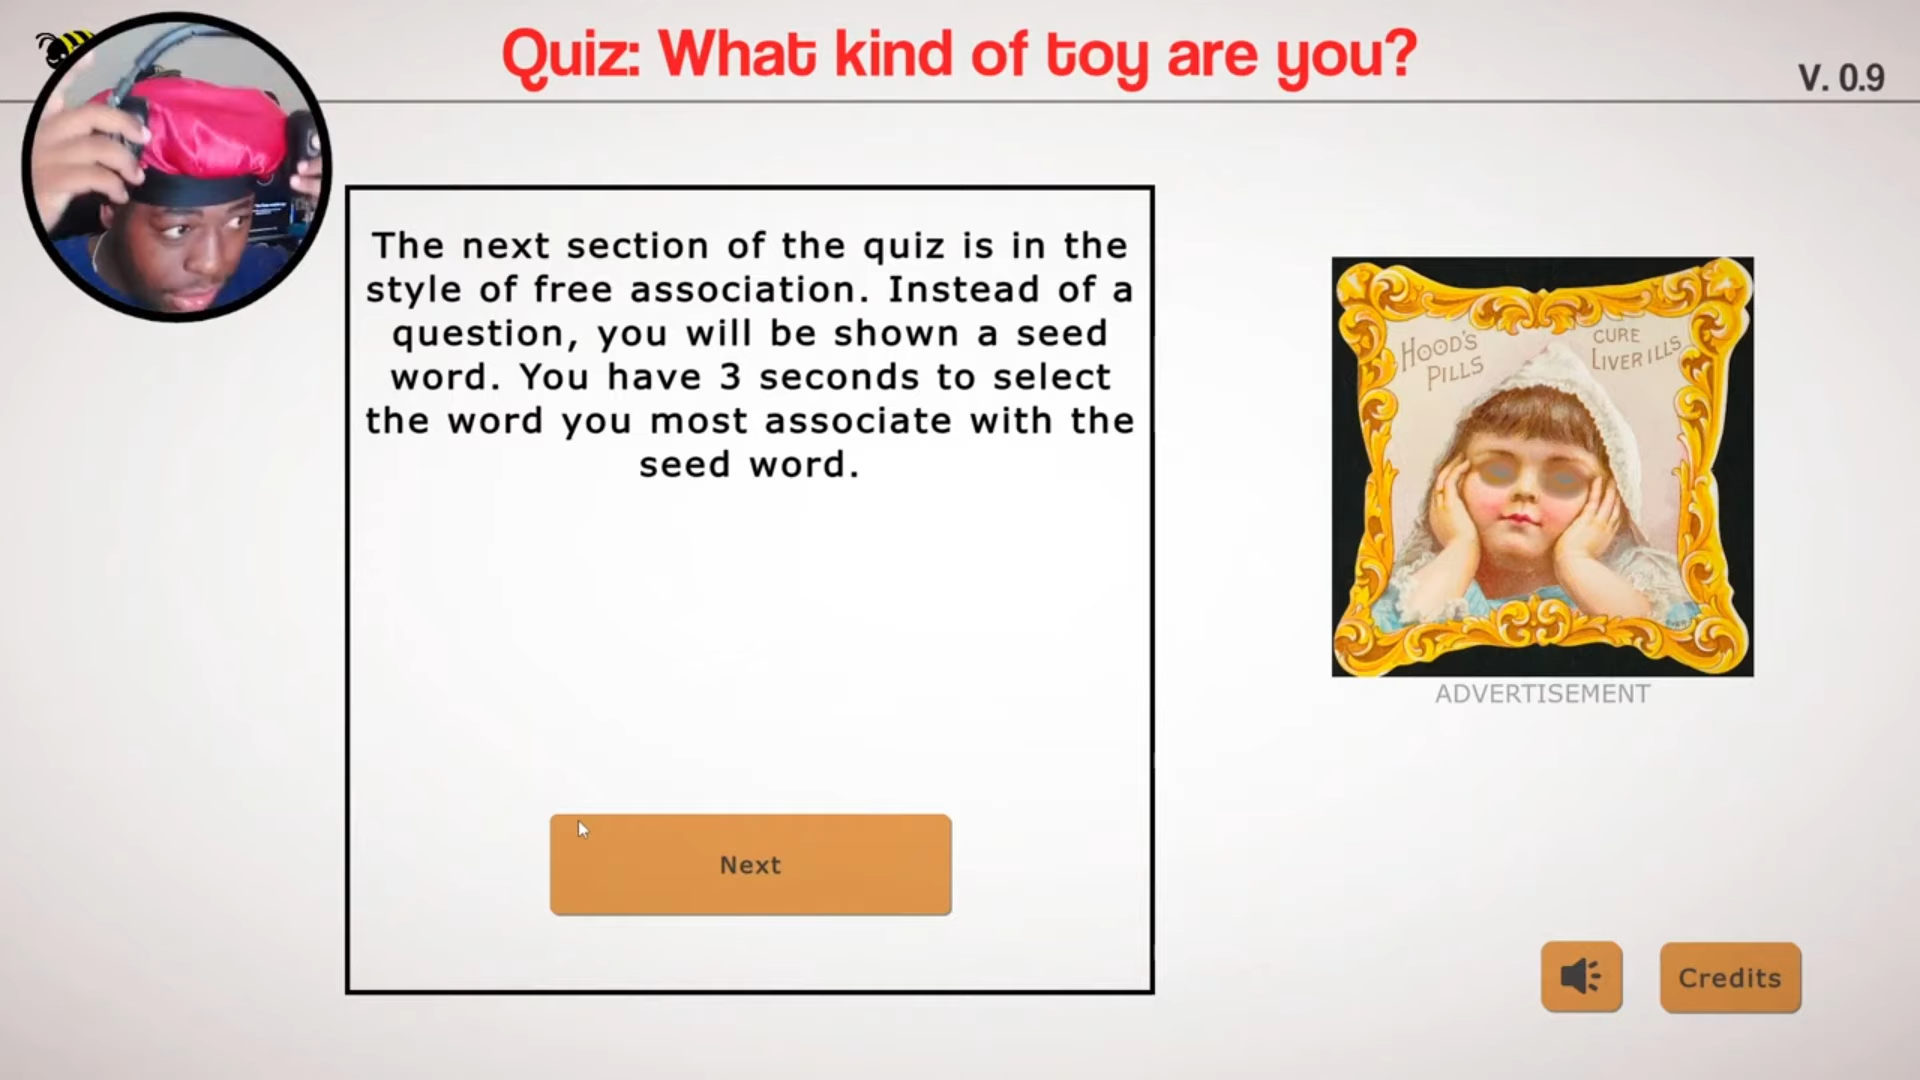 Quiz: What kind of toy are you?
V. 0.9
The next section of the quiz is in the
style of free association. Instead of a
question, you will be shown a seed
word. You have 3 seconds to select
the word you most associate with the
seed word.
Next
HOOD'S
PILLS
CURE
LIVER ILLS
ADVERTISEMENT
Credits